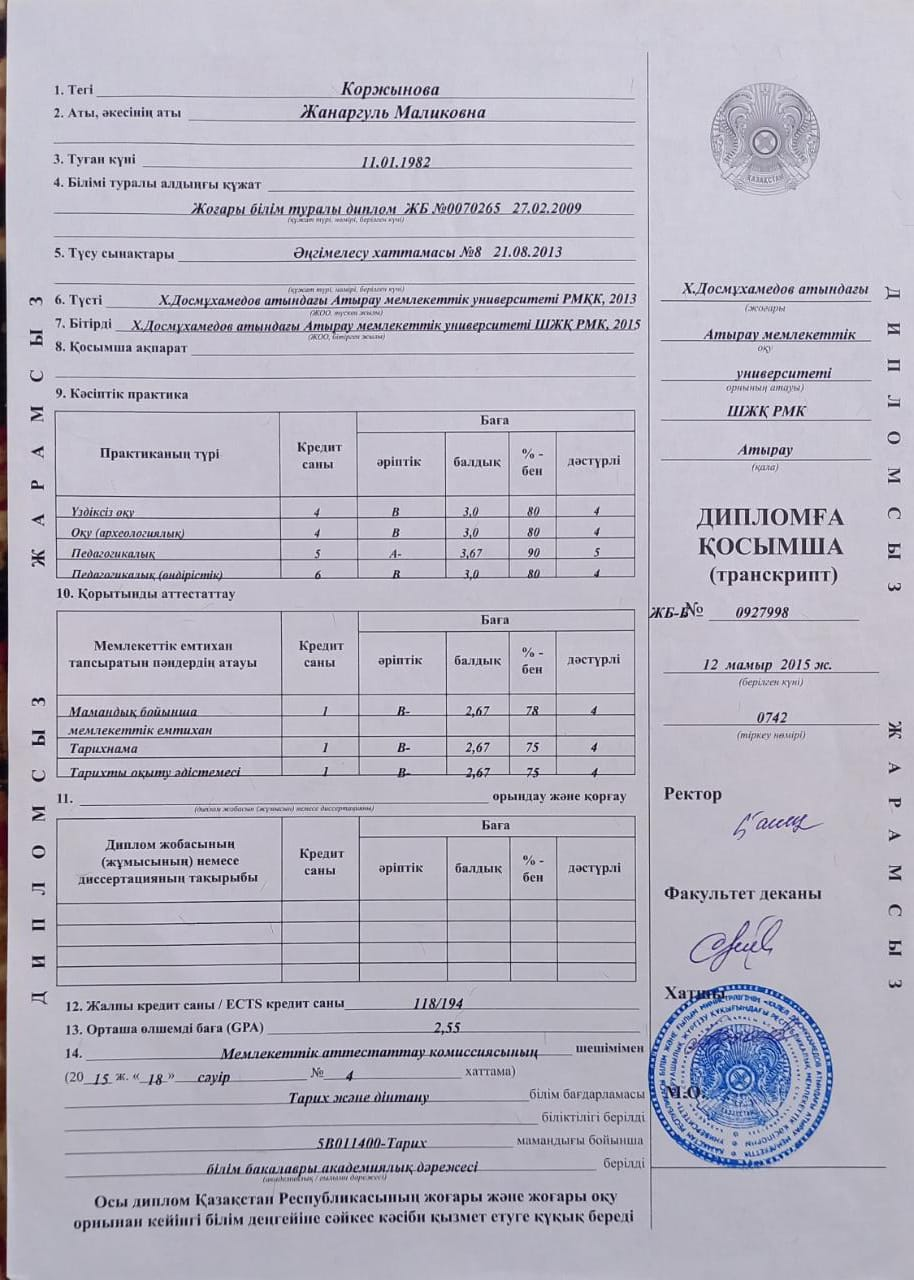 1. Тегі Коржынова
2. Аты, әкесінің аты Жанаргуль Маликовна
3. Туған күні 11.01.1982
4. Білімі туралы алдыңғы құжат
Жоғары білім туралы диплом ЖБ №0070265 27.02.2009
(құжат түрі, нөмірі, берілген күні)
5. Түсу сынақтары Әңгімелесу хаттамасы №8 21.08.2013
(құжат түрі, нөмірі, берілген күні)
6. Түсті Х.Досмұхамедов атындағы Атырау мемлекеттік университеті РМҚК, 2013
(ЖОО, түскен жылы)
7. Бітірді Х.Досмұхамедов атындағы Атырау мемлекеттік университеті ШЖҚ РМК, 2015
(ЖОО, бітірген жылы)
8. Қосымша ақпарат
9. Кәсіптік практика
Практиканың түрі Кредит саны Баға
әріптік балдық % - бен дәстүрлі
Үздіксіз оқу 4 B 3,0 80 4
Оқу (археологиялық) 4 B 3,0 80 4
Педагогикалық 5 A- 3,67 90 5
Педагогикалық (өндірістік) 6 B 3,0 80 4
10. Қорытынды аттестаттау
Мемлекеттік емтихан Кредит Баға
тапсыратын пәндердің атауы саны әріптік балдық % - бен дәстүрлі
Мамандық бойынша 1 B- 2,67 78 4
мемлекеттік емтихан
Тарихнама 1 B- 2,67 75 4
Тарихты оқыту әдістемесі 1 B- 2,67 75 4
11. орындау және қорғау
(диплом жобасын (жұмысын) немесе диссертацияны)
Диплом жобасының Баға
(жұмысының) немесе Кредит әріптік балдық % - дәстүрлі
диссертацияның тақырыбы саны бен
12. Жалпы кредит саны / ECTS кредит саны 118/194
13. Орташа өлшемді баға (GPA) 2,55
14. Мемлекеттік аттестаттау комиссиясының шешімімен
(20 15 ж. « 18 » сәуір № 4 хаттама)
Тарих және дінтану білім бағдарламасы
біліктілігі берілді
5В011400-Тарих мамандығы бойынша
білім бакалавры академиялық дәрежесі берілді
(академиялық / ғылыми дәрежесі)
Осы диплом Қазақстан Республикасының жоғары және жоғары оқу
орнынан кейінгі білім деңгейіне сәйкес кәсіби қызмет етуге құқық береді
ДИПЛОМСЫЗ ЖАРАМСЫЗ
ҚАЗАҚСТАН
Х.Досмұхамедов атындағы
(жоғары
Атырау мемлекеттік
оқу
университеті
орнының атауы)
ШЖҚ РМК
Атырау
(қала)
ДИПЛОМҒА
ҚОСЫМША
(транскрипт)
ЖБ-В № 0927998
12 мамыр 2015 ж.
(берілген күні)
0742
(тіркеу нөмірі)
Ректор
Факультет деканы
Хатшы
М.О.
ДИПЛОМСЫЗ ЖАРАМСЫЗ